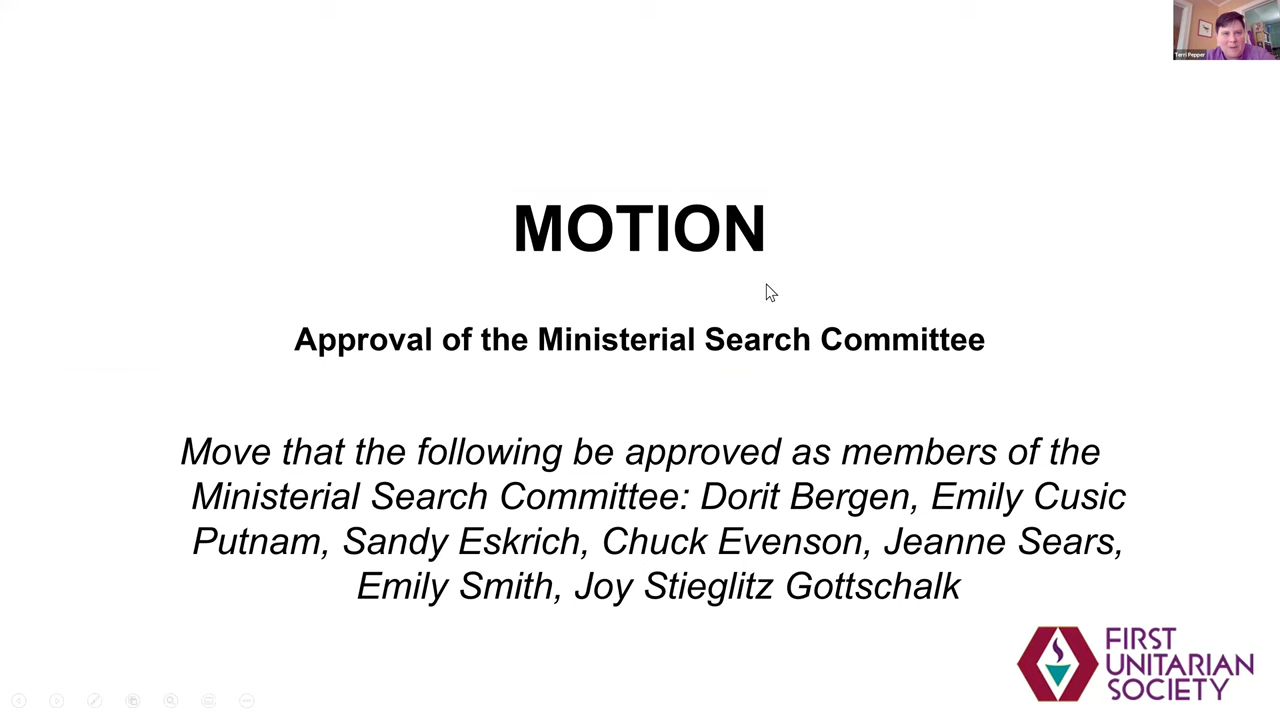 Terri Pepper
MOTION
Approval of the Ministerial Search Committee
Move that the following be approved as members of the
Ministerial Search Committee: Dorit Bergen, Emily Cusic
Putnam, Sandy Eskrich, Chuck Evenson, Jeanne Sears,
Emily Smith, Joy Stieglitz Gottschalk
FIRST
UNITARIAN
SOCIETY